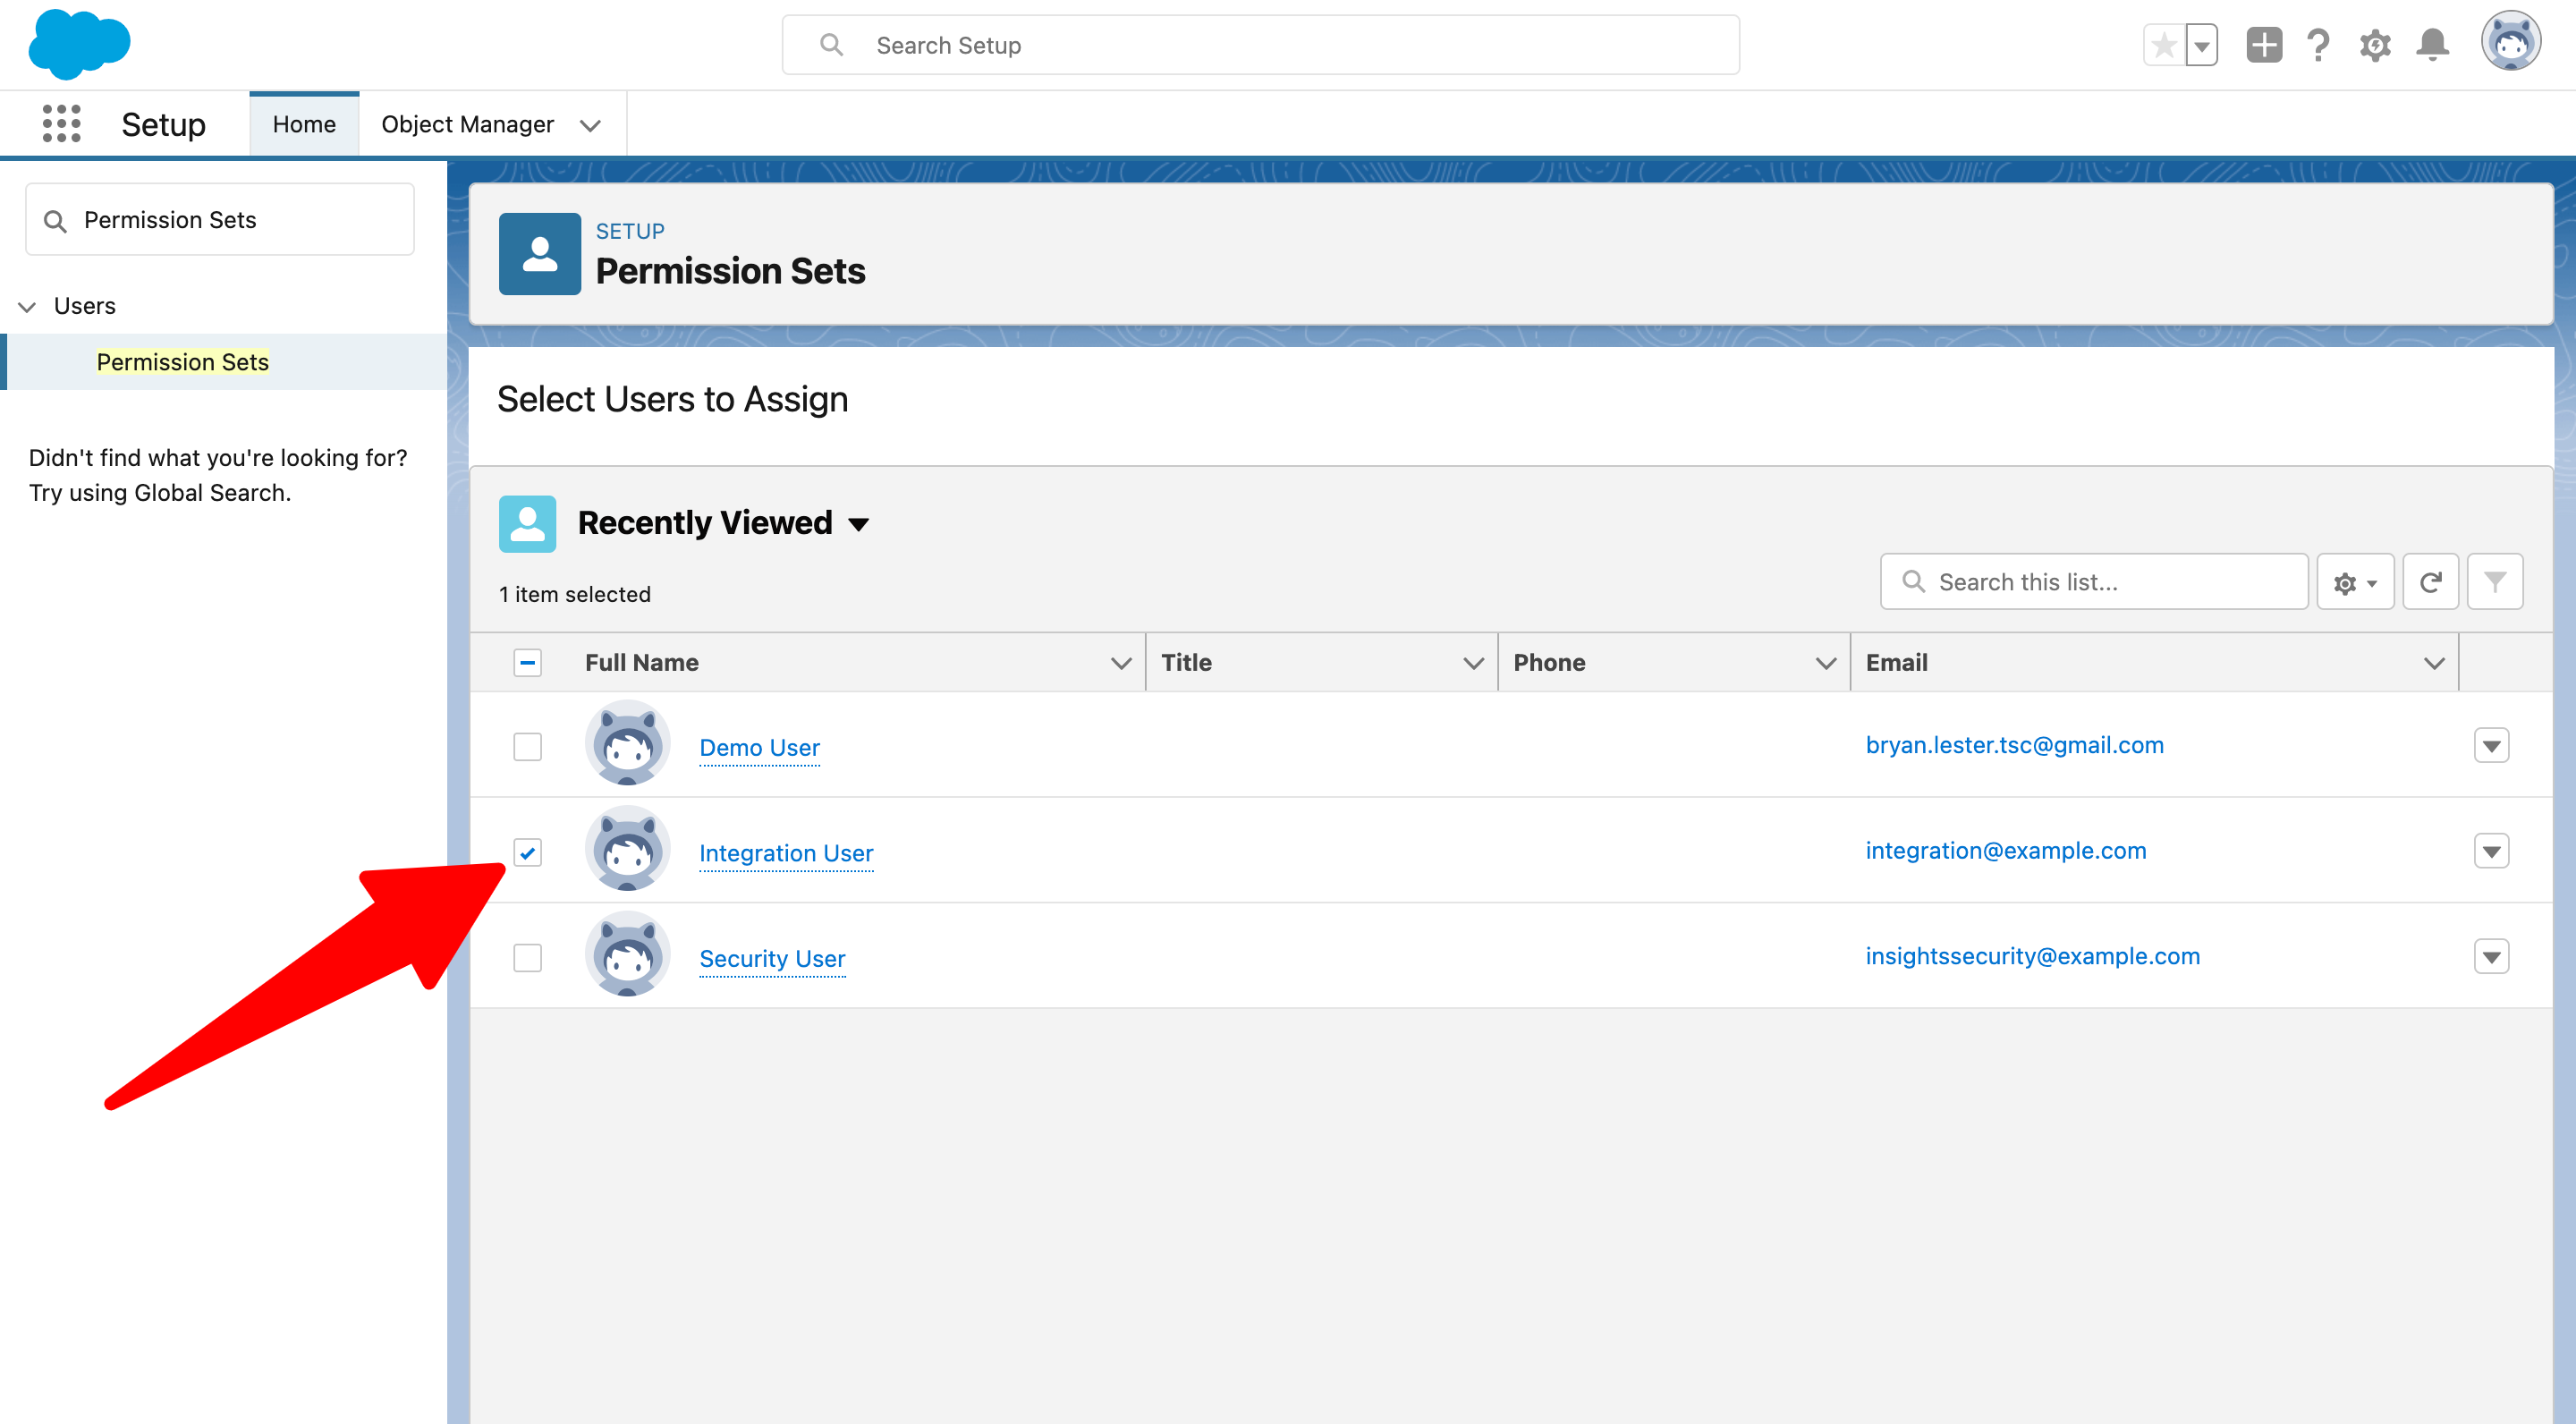 Search Setup
Setup
Home
Object Manager
Permission Sets
Users
Permission Sets
Didn't find what you're looking for?
Try using Global Search.
SETUP
Permission Sets
Select Users to Assign
Recently Viewed
1 item selected
Search this list...
Full Name Title Phone Email
Demo User bryan.lester.tsc@gmail.com
Integration User integration@example.com
Security User insightssecurity@example.com